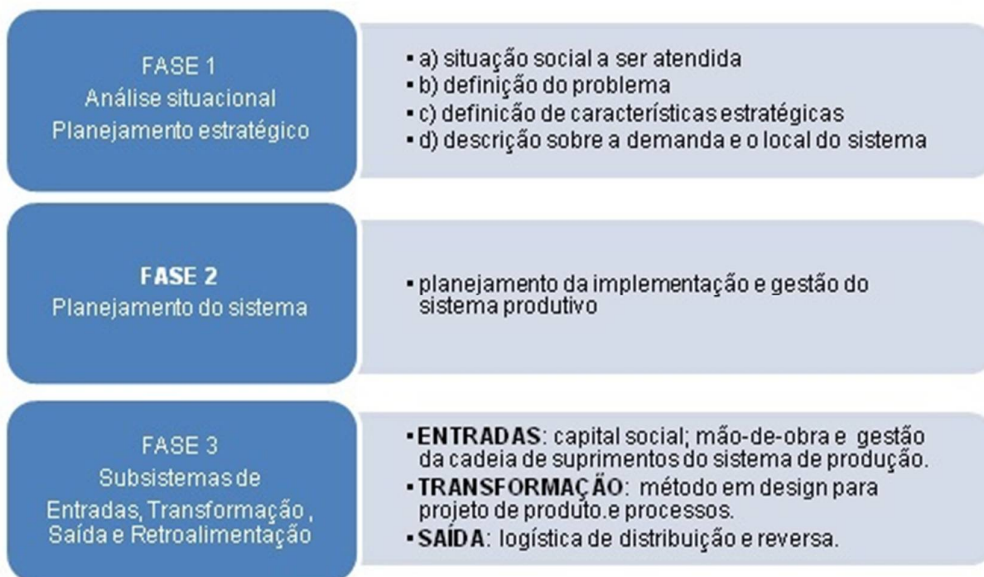 FASE 1
Análise situacional
Planejamento estratégico
▪ a) situação social a ser atendida
▪ b) definição do problema
▪ c) definicão de características estratégicas
▪ d) descrição sobre a demanda e o local do sistema
FASE 2
Planejamento do sistema
▪ planejamento da implementação e gestão do
sistema produtivo
FASE 3
Subsistemas de
Entradas, Transformação,
Saída e Retroalimentação
▪ ENTRADAS: capital social; mão-de-obra e gestão
da cadeia de suprimentos do sistema de produção.
▪ TRANSFORMAÇÃO: método em design para
projeto de produto.e processos.
▪ SAÍDA: logística de distribuição e reversa.